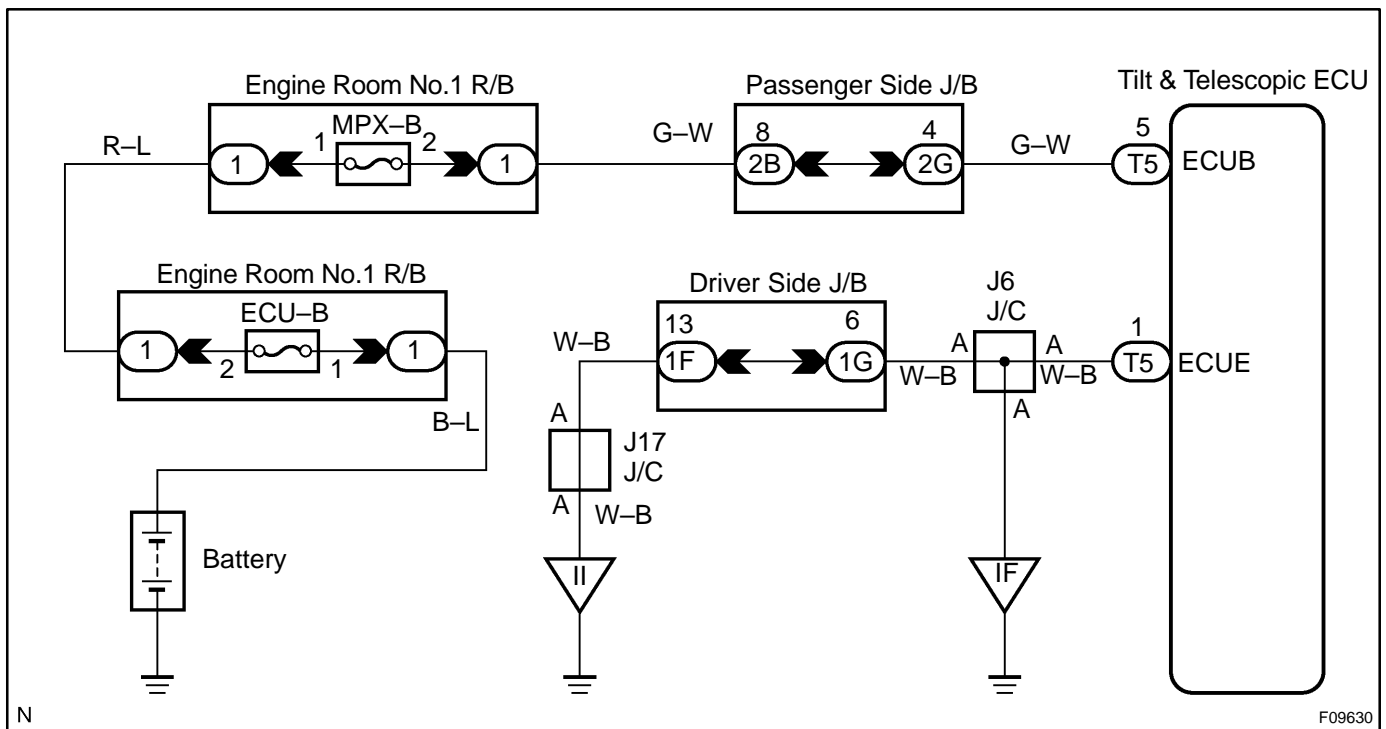 Engine Room No.1 R/B
Passenger Side J/B
Tilt & Telescopic ECU
MPX–B
R–L
1
1
2
1
G–W
8
2B
4
2G
G–W
5
T5
ECUB
Engine Room No.1 R/B
ECU–B
1
2
1
1
B–L
Driver Side J/B
J6
J/C
W–B
13
1F
6
1G
A
W–B
A
W–B
A
1
T5
ECUE
A
J17
J/C
A
W–B
Battery
II
IF
N
F09630